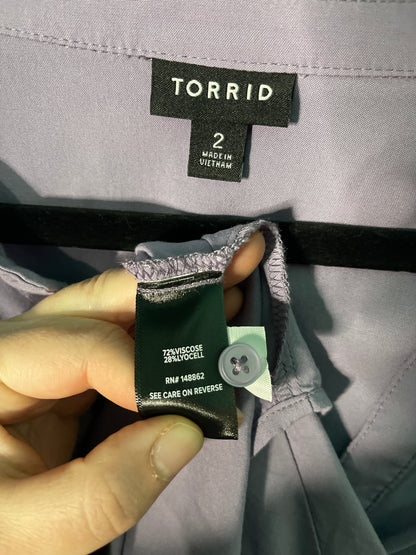 TORRID
2
MADE IN
VIETNAM
72%VISCOSE
28%LYOCELL
RN# 148862
SEE CARE ON REVERSE